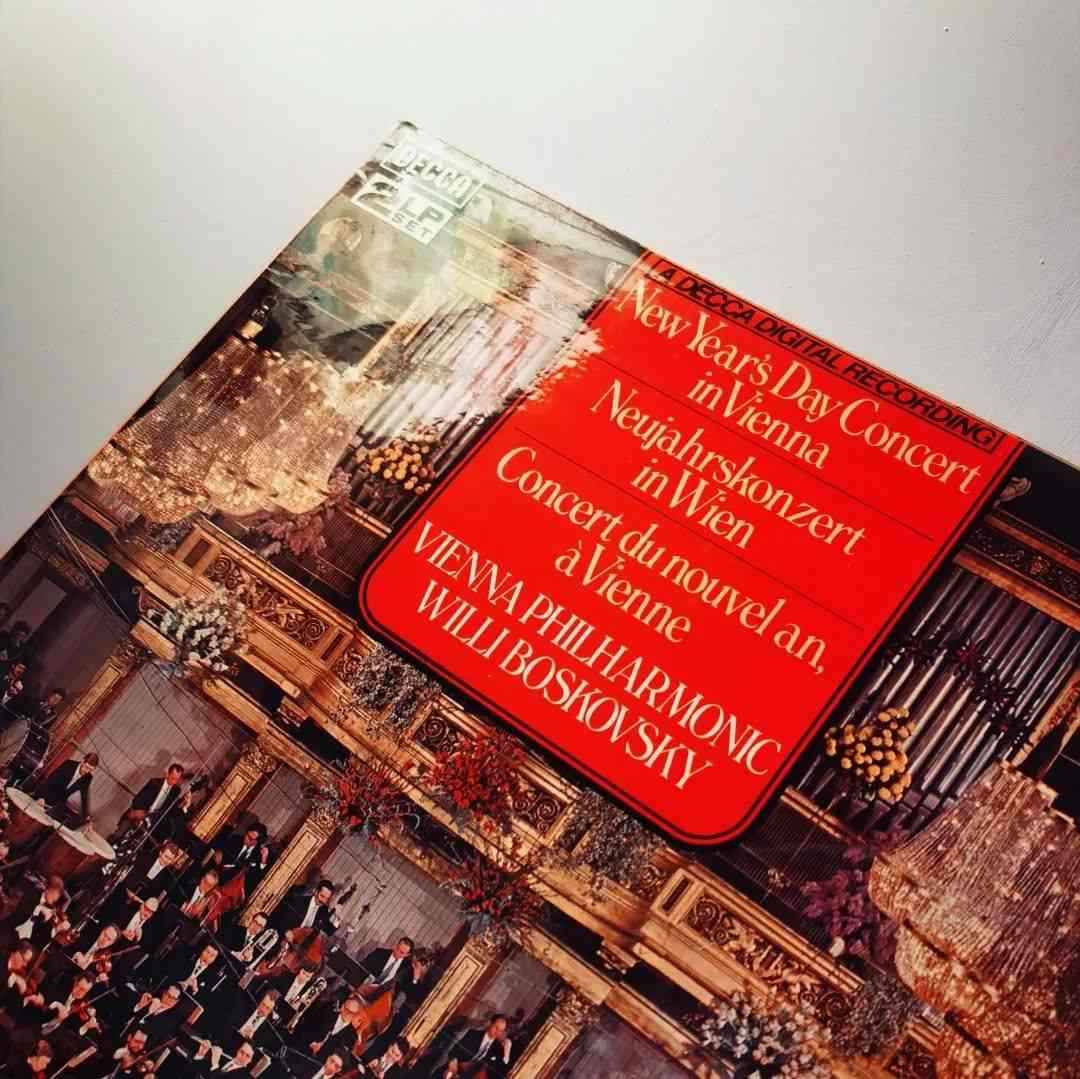 DECCA
2 LP
SET
A DECCA DIGITAL RECORDING
New Year's Day Concert
in Vienna
Neujahrskonzert
in Wien
Concert du nouvel an,
à Vienne
VIENNA PHILHARMONIC
WILLI BOSKOVSKY